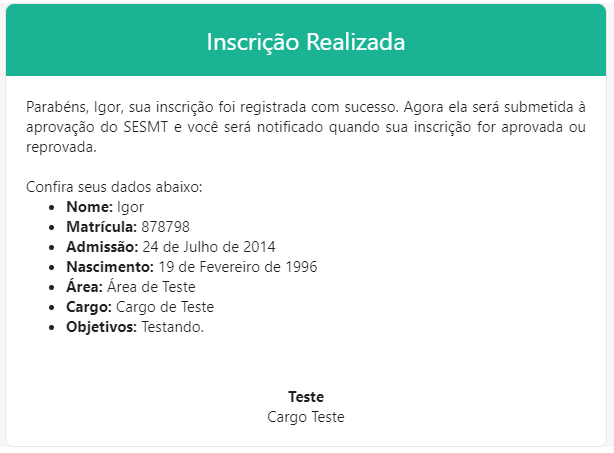 Inscrição Realizada
Parabéns, Igor, sua inscrição foi registrada com sucesso. Agora ela será submetida à
aprovação do SESMT e você será notificado quando sua inscrição for aprovada ou
reprovada.
Confira seus dados abaixo:
• Nome: Igor
• Matrícula: 878798
• Admissão: 24 de Julho de 2014
• Nascimento: 19 de Fevereiro de 1996
• Área: Área de Teste
• Cargo: Cargo de Teste
• Objetivos: Testando.
Teste
Cargo Teste